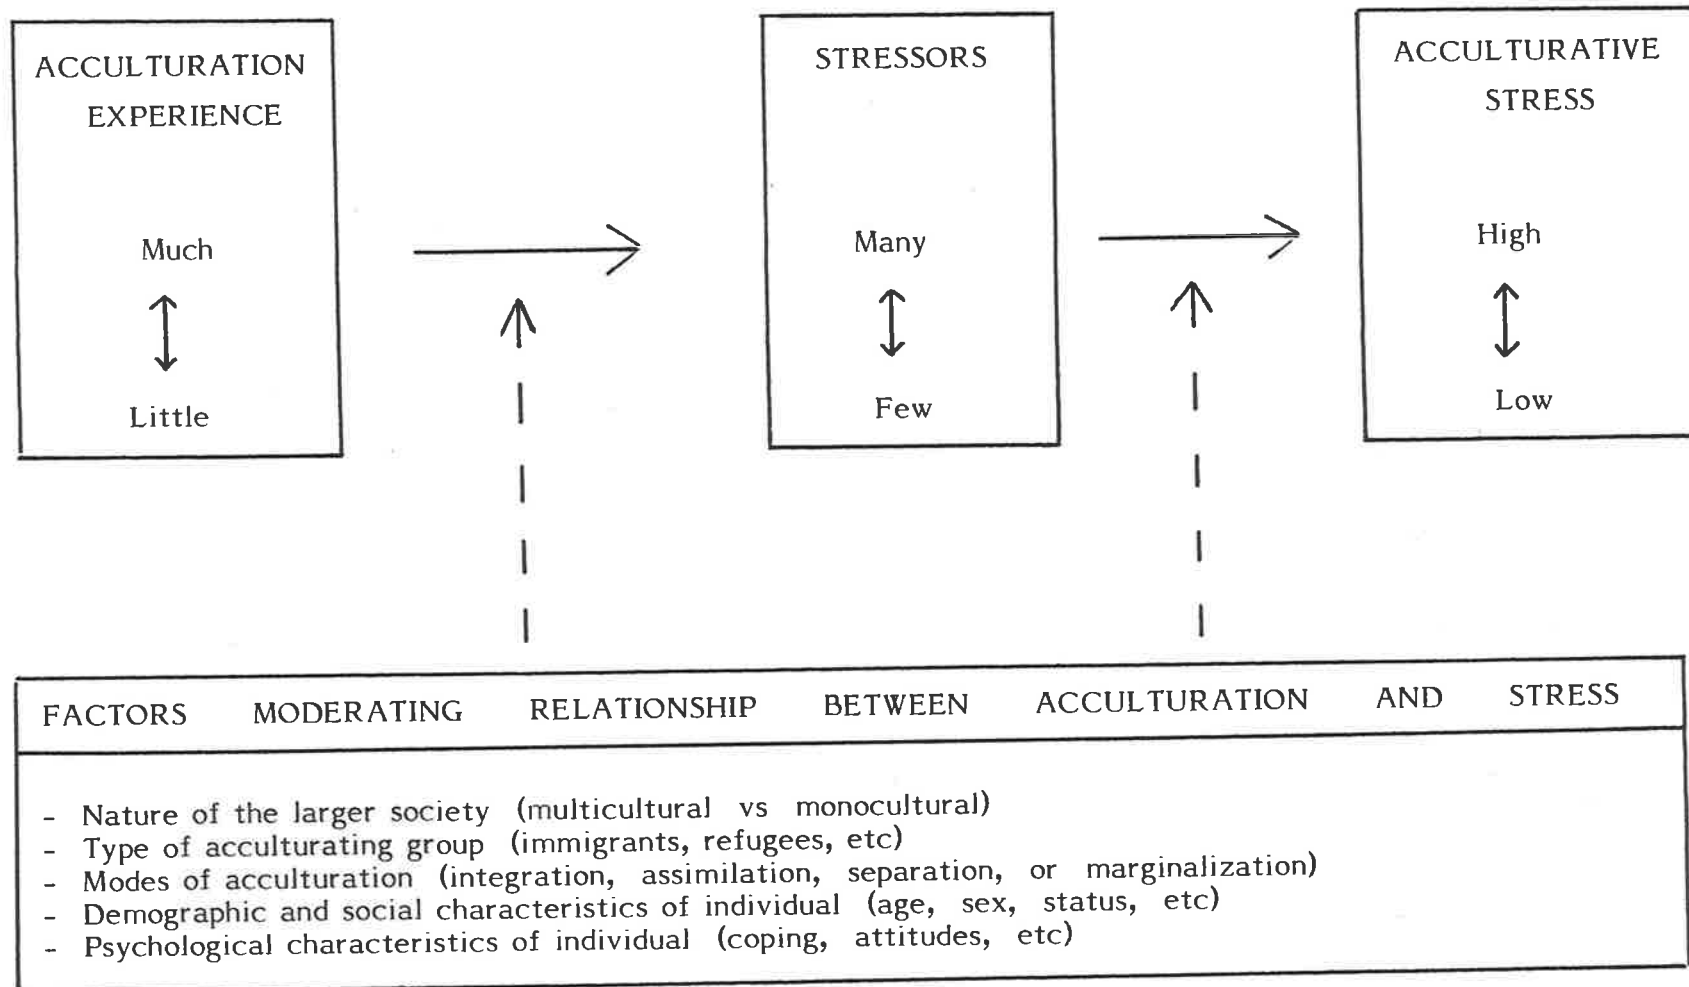 ACCULTURATION
EXPERIENCE
Much
Little
STRESSORS
Many
Few
ACCULTURATIVE
STRESS
High
Low
FACTORS MODERATING RELATIONSHIP BETWEEN ACCULTURATION AND STRESS
- Nature of the larger society (multicultural vs monocultural)
- Type of acculturating group (immigrants, refugees, etc)
- Modes of acculturation (integration, assimilation, separation, or marginalization)
- Demographic and social characteristics of individual (age, sex, status, etc)
- Psychological characteristics of individual (coping, attitudes, etc)